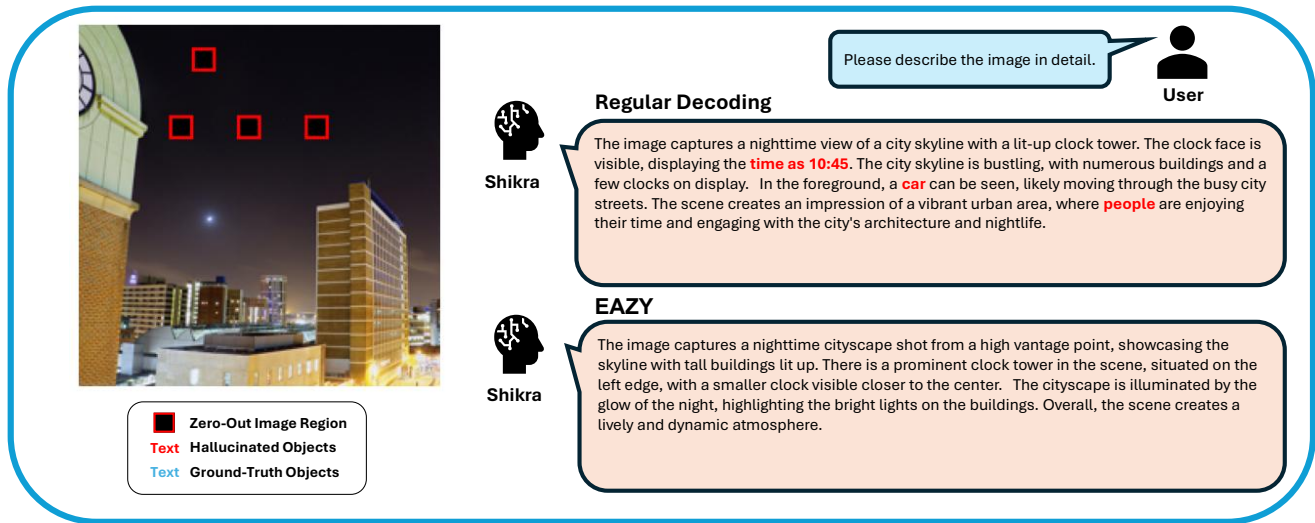 Please describe the image in detail.
User
Regular Decoding
Shikra
The image captures a nighttime view of a city skyline with a lit-up clock tower. The clock face is
visible, displaying the time as 10:45. The city skyline is bustling, with numerous buildings and a
few clocks on display. In the foreground, a car can be seen, likely moving through the busy city
streets. The scene creates an impression of a vibrant urban area, where people are enjoying
their time and engaging with the city's architecture and nightlife.
EAZY
Shikra
The image captures a nighttime cityscape shot from a high vantage point, showcasing the
skyline with tall buildings lit up. There is a prominent clock tower in the scene, situated on the
left edge, with a smaller clock visible closer to the center. The cityscape is illuminated by the
glow of the night, highlighting the bright lights on the buildings. Overall, the scene creates a
lively and dynamic atmosphere.
Zero-Out Image Region
Text Hallucinated Objects
Text Ground-Truth Objects